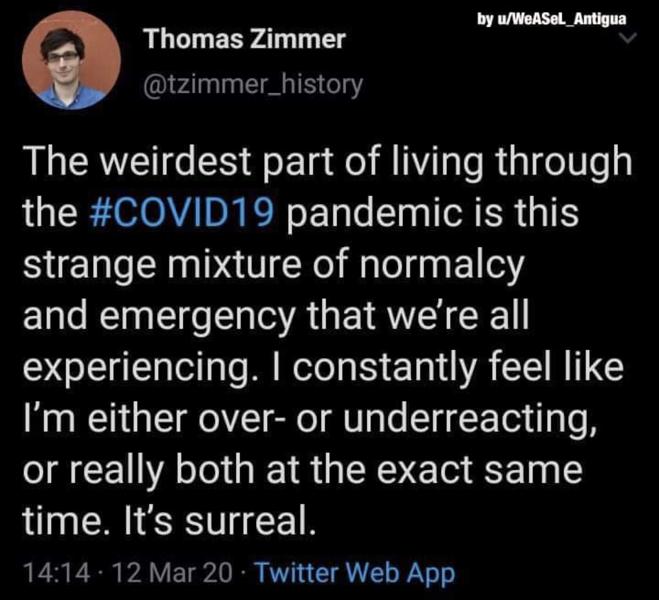 by u/WeASeL_Antigua
Thomas Zimmer
@tzimmer_history
The weirdest part of living through
the #COVID19 pandemic is this
strange mixture of normalcy
and emergency that we're all
experiencing. I constantly feel like
I'm either over- or underreacting,
or really both at the exact same
time. It's surreal.
14:14 · 12 Mar 20 · Twitter Web App